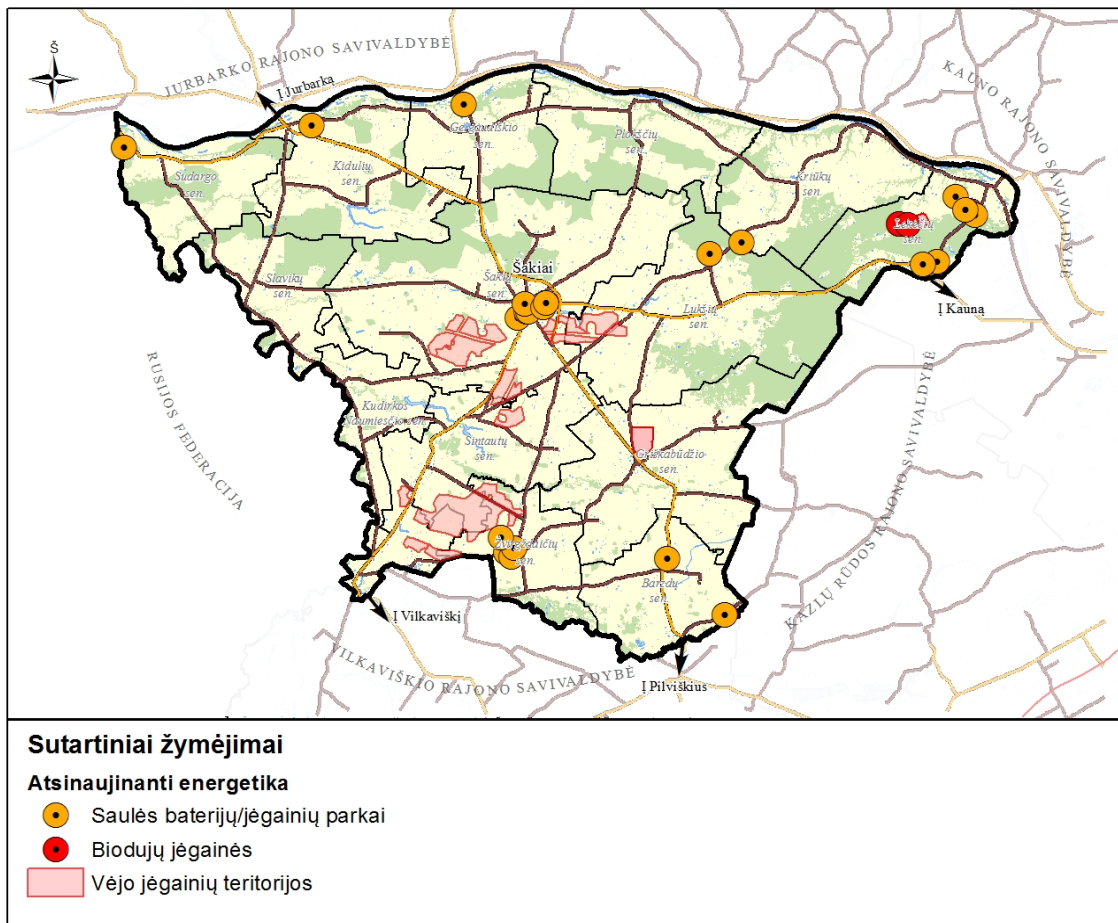 Š
JURBARKO RAJONO SAVIVALDYBĖ
Į Jurbarką
KAUNO RAJONO SAVIVALDYBĖ
Gelgaudiškio
sen.
Plokščių
sen.
Kidulių
sen.
Sudargo
sen.
Kriūkų
sen.
Lekėčių
sen.
Slavikų
sen.
Šakiai
sen.
Lukšių
sen.
Į Kauną
RUSIJOS FEDERACIJA
Kudirkos
Naumiesčio sen.
Sintautų
sen.
Griškabūdžio
sen.
KAZLŲ RŪDOS RAJONO SAVIVALDYBĖ
Žvirgždaičių
sen.
Barzdų
sen.
Į Vilkaviškį
VILKAVIŠKIO RAJONO SAVIVALDYBĖ
Į Pilviškius
Sutartiniai žymėjimai
Atsinaujinanti energetika
Saulės baterijų/jėgainių parkai
Biodujų jėgainės
Vėjo jėgainių teritorijos